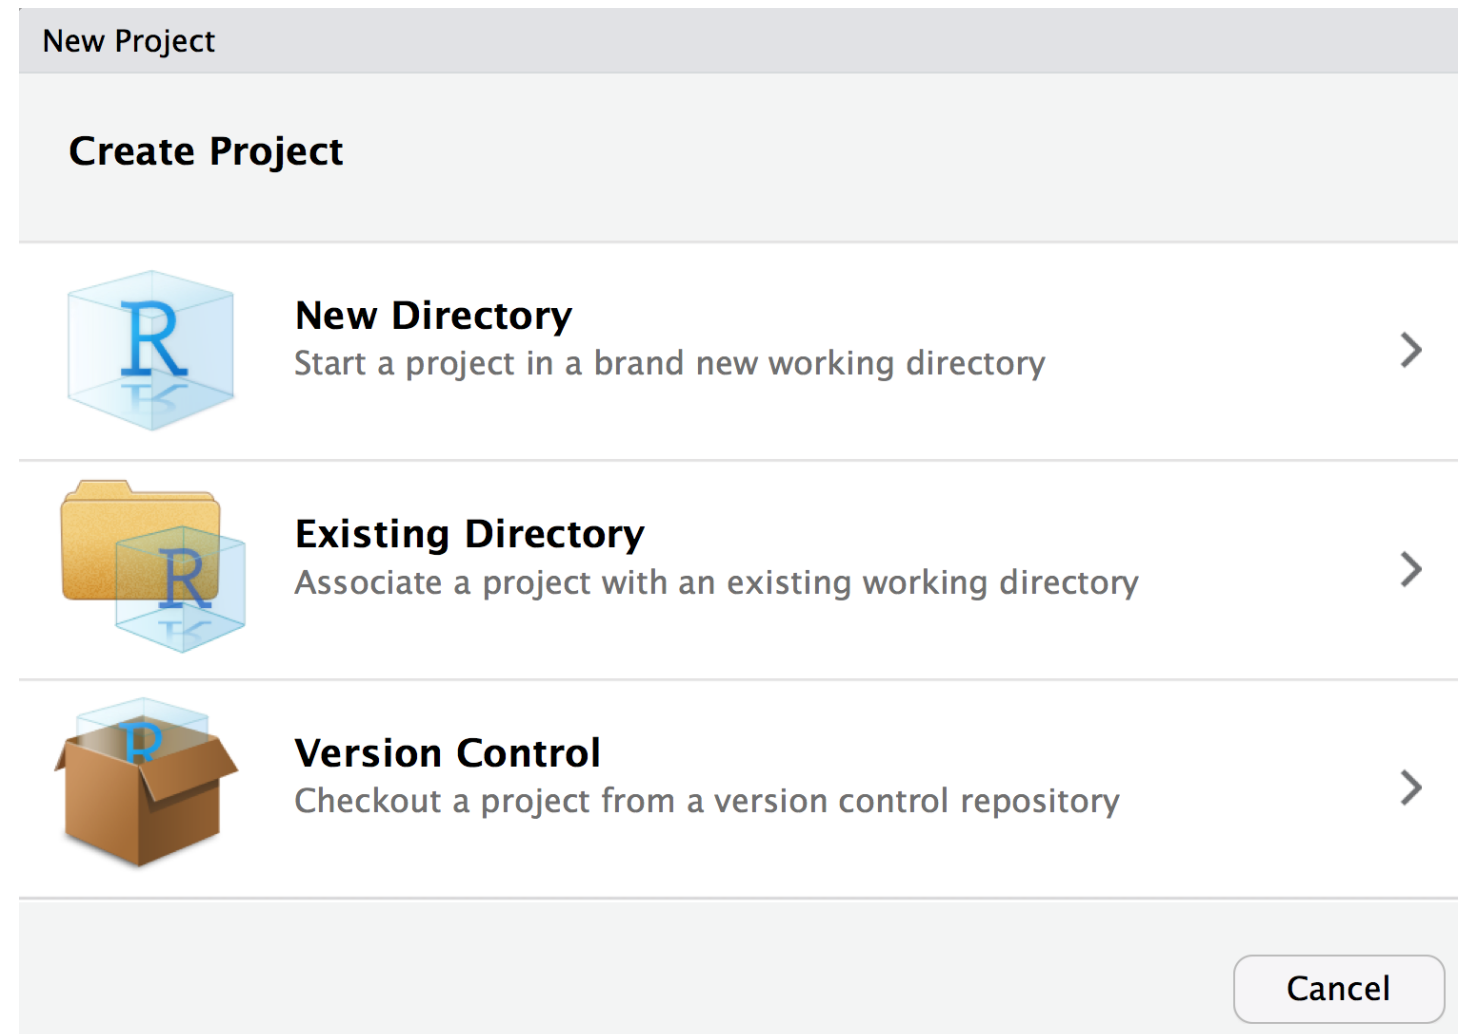 New Project
Create Project
R
New Directory
Start a project in a brand new working directory
R
Existing Directory
Associate a project with an existing working directory
R
Version Control
Checkout a project from a version control repository
Cancel